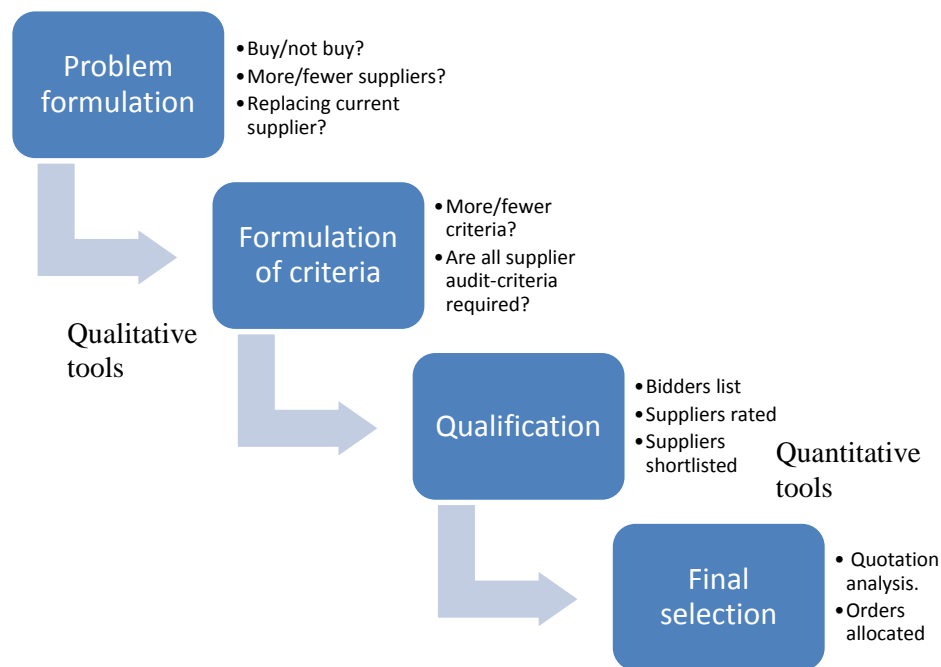 Problem
formulation
•Buy/not buy?
•More/fewer suppliers?
•Replacing current
supplier?
Formulation
of criteria
•More/fewer
criteria?
•Are all supplier
audit-criteria
required?
Qualitative
tools
Qualification
•Bidders list
•Suppliers rated
•Suppliers
shortlisted
Quantitative
tools
Final
selection
• Quotation
analysis.
• Orders
allocated